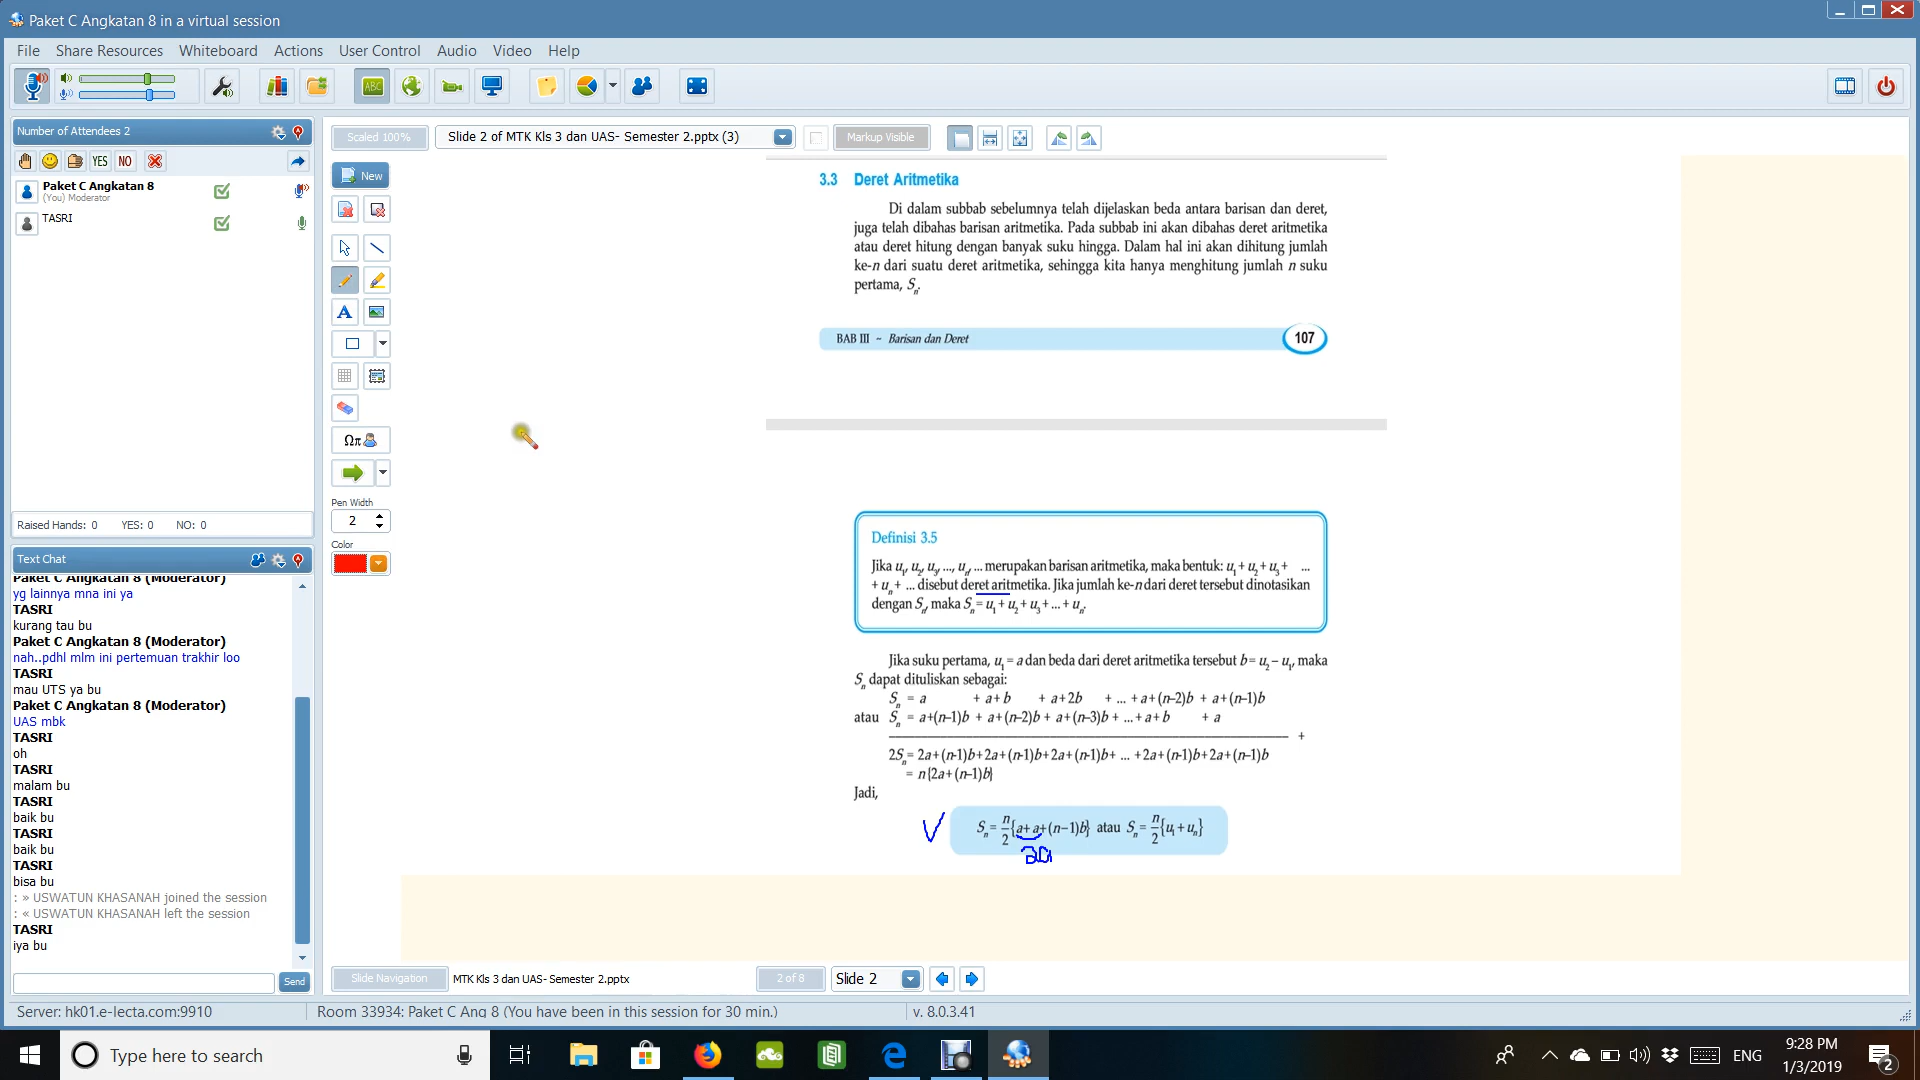 Paket C Angkatan 8 in a virtual session
File Share Resources Whiteboard Actions User Control Audio Video Help
ABC
Number of Attendees 2
YES NO
Paket C Angkatan 8
(You) Moderator
TASRI
Raised Hands: 0 YES: 0 NO: 0
Text Chat
Paket C Angkatan 8 (Moderator)
yg lainnya mna ini ya
TASRI
kurang tau bu
Paket C Angkatan 8 (Moderator)
nah..pdhl mlm ini pertemuan trakhir loo
TASRI
mau UTS ya bu
Paket C Angkatan 8 (Moderator)
UAS mbk
TASRI
oh
TASRI
malam bu
TASRI
baik bu
TASRI
baik bu
TASRI
bisa bu
: » USWATUN KHASANAH joined the session
: « USWATUN KHASANAH left the session
TASRI
iya bu
Send
Scaled 100%
Slide 2 of MTK Kls 3 dan UAS- Semester 2.pptx (3)
Markup Visible
New
A
Ωπ
Pen Width
2
Color
3.3 Deret Aritmetika
Di dalam subbab sebelumnya telah dijelaskan beda antara barisan dan deret,
juga telah dibahas barisan aritmetika. Pada subbab ini akan dibahas deret aritmetika
atau deret hitung dengan banyak suku hingga. Dalam hal ini akan dihitung jumlah
ke-n dari suatu deret aritmetika, sehingga kita hanya menghitung jumlah n suku
pertama, Sₙ.
BAB III ~ Barisan dan Deret 107
Definisi 3.5
Jika u₁, u₂, u₃, ..., uₙ, ... merupakan barisan aritmetika, maka bentuk: u₁ + u₂ + u₃ + ...
+ uₙ + ... disebut deret aritmetika. Jika jumlah ke-n dari deret tersebut dinotasikan
dengan Sₙ, maka Sₙ = u₁ + u₂ + u₃ + ... + uₙ.
Jika suku pertama, u₁ = a dan beda dari deret aritmetika tersebut b = u₂ – u₁, maka
Sₙ dapat dituliskan sebagai:
Sₙ = a + a+b + a+2b + ... + a+(n–2)b + a+(n–1)b
atau Sₙ = a+(n–1)b + a+(n–2)b + a+(n–3)b + ... + a+b + a
+
2Sₙ = 2a+(n-1)b+2a+(n-1)b+2a+(n-1)b+ ... +2a+(n-1)b+2a+(n–1)b
= n{2a+(n–1)b}
Jadi,
Sₙ = n/2{a+a+(n–1)b} atau Sₙ = n/2{u₁+uₙ}
2a
Slide Navigation
MTK Kls 3 dan UAS- Semester 2.pptx
2 of 8
Slide 2
Server: hk01.e-lecta.com:9910
Room 33934: Paket C Ang 8 (You have been in this session for 30 min.)
v. 8.0.3.41
Type here to search
ENG
9:28 PM
1/3/2019
2